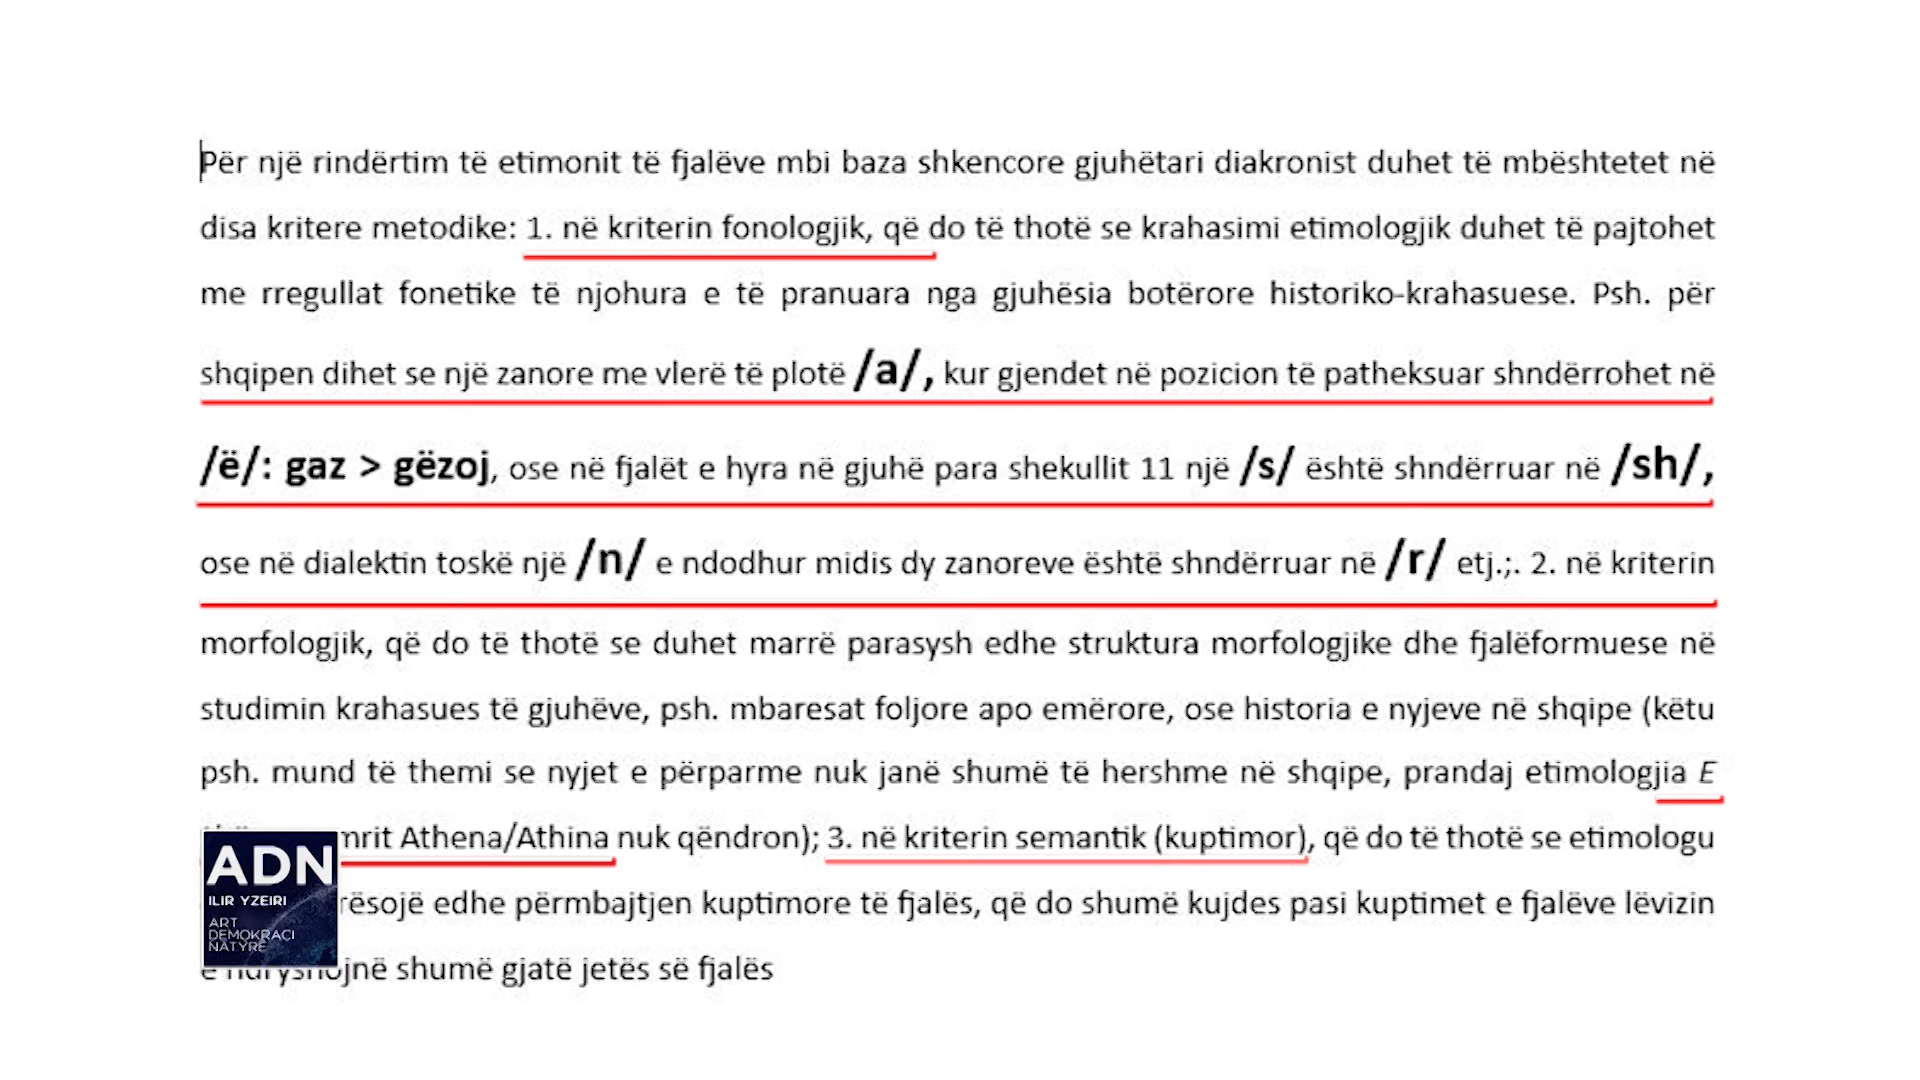 Për një rindërtim të etimonit të fjalëve mbi baza shkencore gjuhëtari diakronist duhet të mbështetet në
disa kritere metodike: 1. në kriterin fonologjik, që do të thotë se krahasimi etimologjik duhet të pajtohet
me rregullat fonetike të njohura e të pranuara nga gjuhësia botërore historiko-krahasuese. Psh. për
shqipen dihet se një zanore me vlerë të plotë /a/, kur gjendet në pozicion të patheksuar shndërrohet në
/ë/: gaz > gëzoj, ose në fjalët e hyra në gjuhë para shekullit 11 një /s/ është shndërruar në /sh/,
ose në dialektin toskë një /n/ e ndodhur midis dy zanoreve është shndërruar në /r/ etj.;. 2. në kriterin
morfologjik, që do të thotë se duhet marrë parasysh edhe struktura morfologjike dhe fjalëformuese në
studimin krahasues të gjuhëve, psh. mbaresat foljore apo emërore, ose historia e nyjeve në shqipe (këtu
psh. mund të themi se nyjet e përparme nuk janë shumë të hershme në shqipe, prandaj etimologjia E
mrit Athena/Athina nuk qëndron); 3. në kriterin semantik (kuptimor), që do të thotë se etimologu
rësojë edhe përmbajtjen kuptimore të fjalës, që do shumë kujdes pasi kuptimet e fjalëve lëvizin
jnë shumë gjatë jetës së fjalës
ADN
ILIR YZEIRI
ART
DEMOKRACI
NATYRË